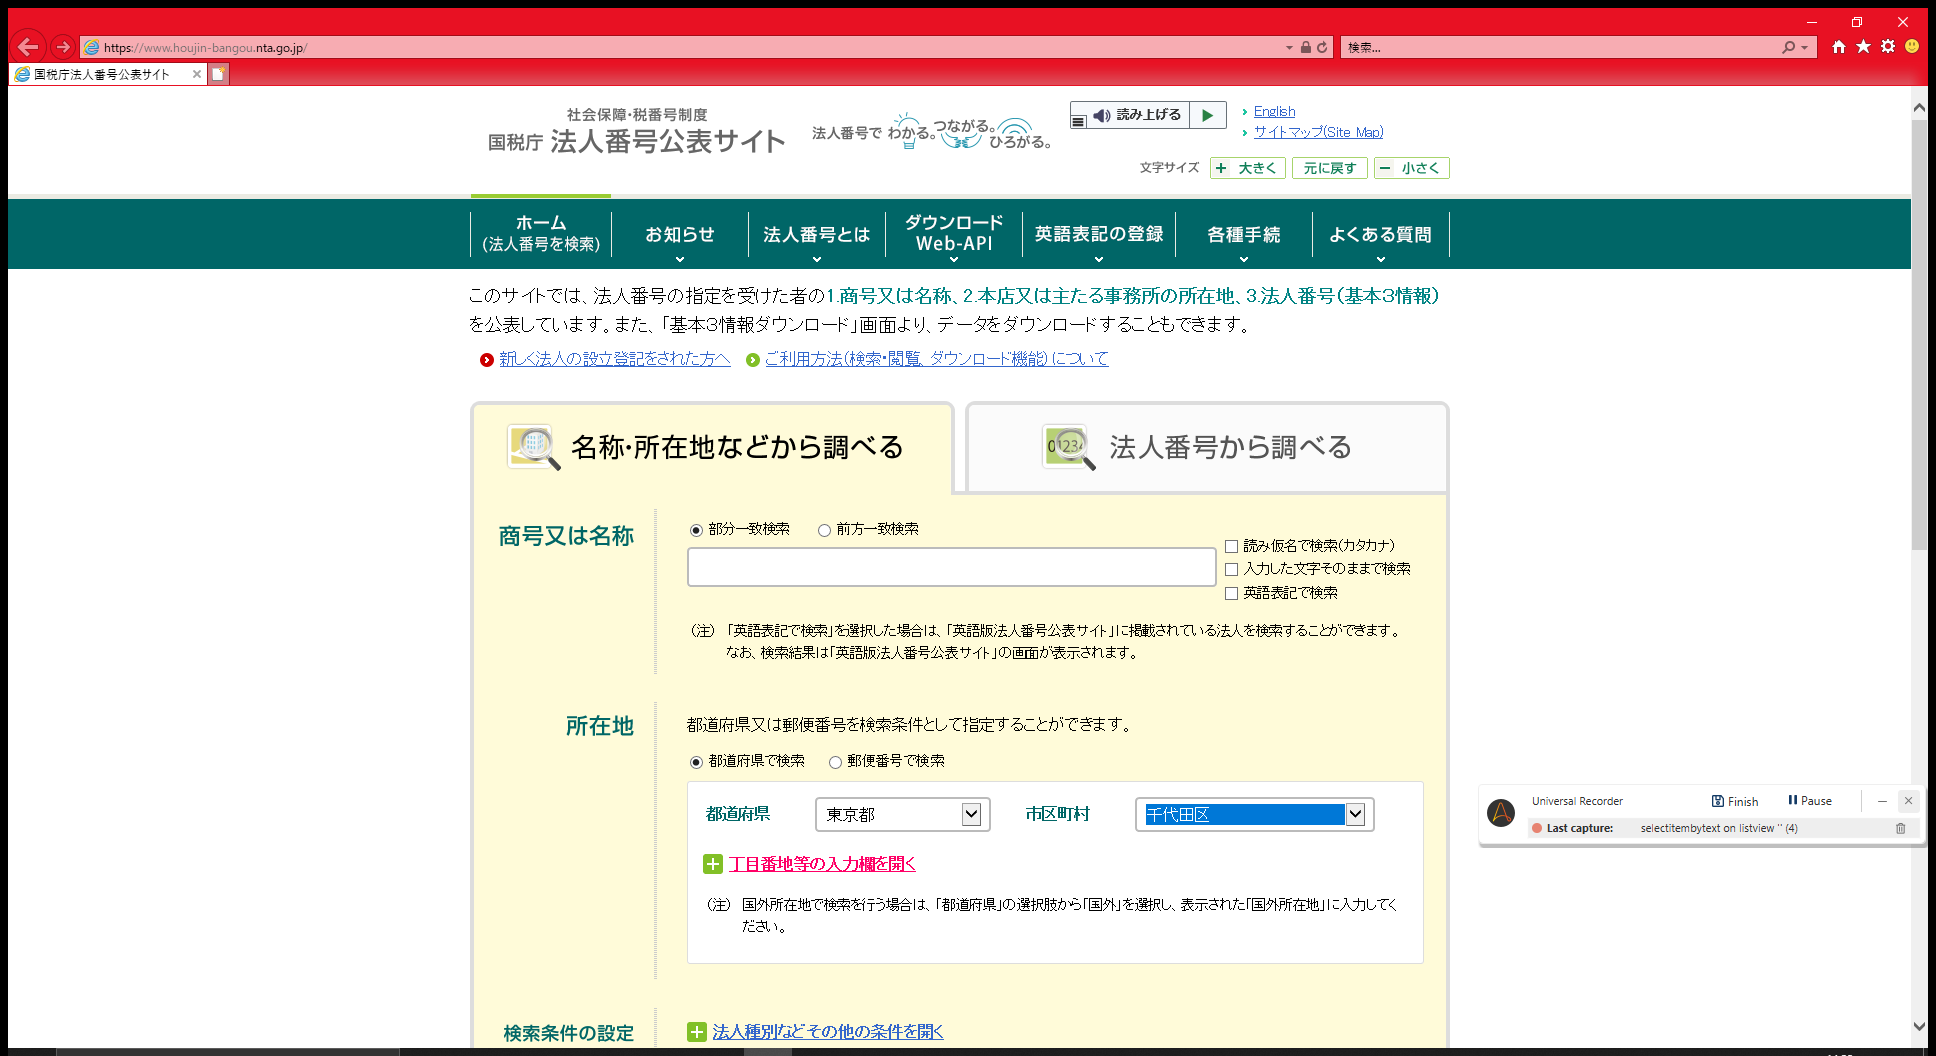 https://www.houjin-bangou.nta.go.jp/
検索...
国税庁法人番号公表サイト
社会保障・税番号制度
国税庁 法人番号公表サイト
法人番号で わかる。つながる。ひろがる。
読み上げる
English
サイトマップ(Site Map)
文字サイズ
大きく
元に戻す
小さく
ホーム
(法人番号を検索)
お知らせ
法人番号とは
ダウンロード
Web-API
英語表記の登録
各種手続
よくある質問
このサイトでは、法人番号の指定を受けた者の1.商号又は名称、2.本店又は主たる事務所の所在地、3.法人番号(基本3情報)
を公表しています。また、「基本3情報ダウンロード」画面より、データをダウンロードすることもできます。
新しく法人の設立登記をされた方へ
ご利用方法(検索・閲覧、ダウンロード機能)について
名称・所在地などから調べる
01234
法人番号から調べる
商号又は名称
部分一致検索
前方一致検索
読み仮名で検索(カタカナ)
入力した文字そのままで検索
英語表記で検索
(注) 「英語表記で検索」を選択した場合は、「英語版法人番号公表サイト」に掲載されている法人を検索することができます。
なお、検索結果は「英語版法人番号公表サイト」の画面が表示されます。
所在地
都道府県又は郵便番号を検索条件として指定することができます。
都道府県で検索
郵便番号で検索
都道府県
東京都
市区町村
千代田区
丁目番地等の入力欄を開く
(注) 国外所在地で検索を行う場合は、「都道府県」の選択肢から「国外」を選択し、表示された「国外所在地」に入力してく
ださい。
検索条件の設定
法人種別などその他の条件を開く
Universal Recorder
Finish
Pause
Last capture:
selectitembytext on listview '' (4)